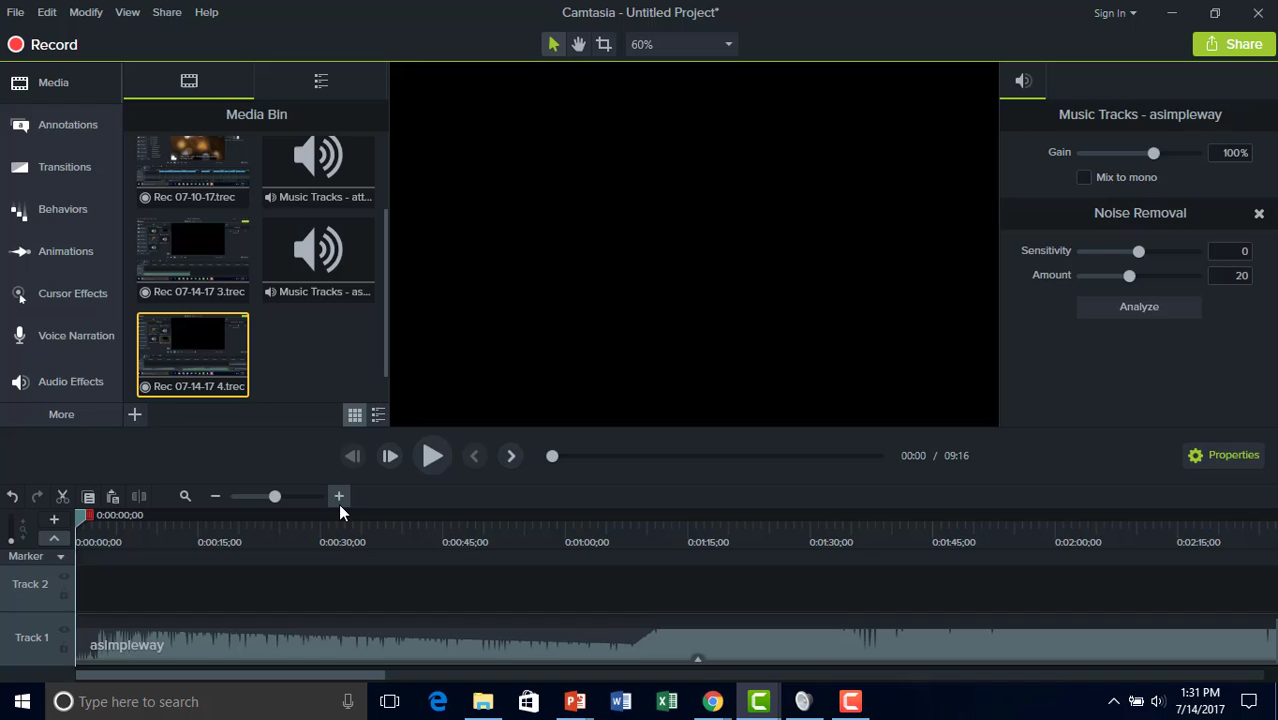 File Edit Modify View Share Help
Camtasia - Untitled Project*
Sign In
Record
60%
Share
Media
Annotations
Transitions
Behaviors
Animations
Cursor Effects
Voice Narration
Audio Effects
More
Media Bin
Rec 07-10-17.trec
Music Tracks - att...
Rec 07-14-17 3.trec
Music Tracks - as...
Rec 07-14-17 4.trec
Music Tracks - asimpleway
Gain 100%
Mix to mono
Noise Removal
Sensitivity 0
Amount 20
Analyze
00:00 / 09:16
Properties
0:00:00;00
0:00:00;00 0:00:15;00 0:00:30;00 0:00:45;00 0:01:00;00 0:01:15;00 0:01:30;00 0:01:45;00 0:02:00;00 0:02:15;00
Marker
Track 2
Track 1
asimpleway
Type here to search
1:31 PM
7/14/2017